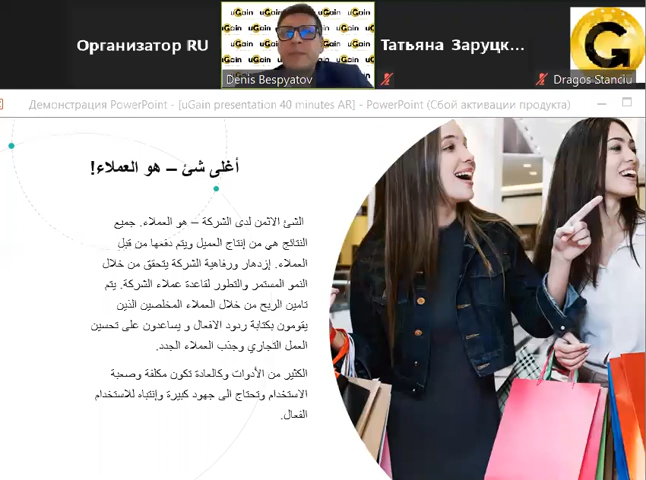 Организатор RU
uGain uGain uGain uGain
Denis Bespyatov
Татьяна Заруцк...
G
Dragos Stanciu
Демонстрация PowerPoint - [uGain presentation 40 minutes AR] - PowerPoint (Сбой активации продукта)
أغلى شئ – هو العملاء!
الشئ الاثمن لدى الشركة – هو العملاء. جميع
النتائج هي من إنتاج العميل ويتم دفعها من قبل
العملاء. إزدهار ورفاهية الشركة يتحقق من خلال
النمو المستمر والتطور لقاعدة عملاء الشركة. يتم
تامين الربح من خلال العملاء المخلصين الذين
يقومون بكتابة ردود الافعال و يساعدون على تحسين
العمل التجاري وجذب العملاء الجدد.
الكثير من الأدوات وكالعادة تكون مكلفة وصعبة
الاستخدام وتحتاج الى جهود كبيرة وإنتباه للاستخدام
الفعال.